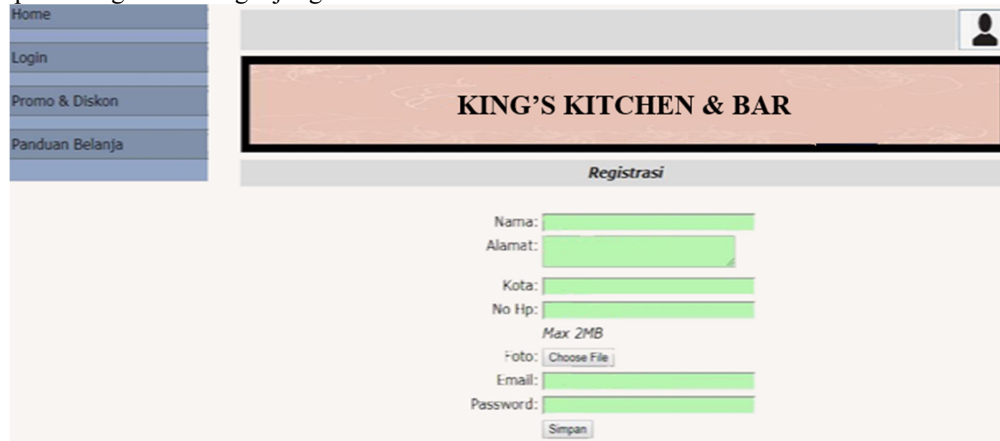 Home
Login
Promo & Diskon
Panduan Belanja
KING'S KITCHEN & BAR
Registrasi
Nama:
Alamat:
Kota:
No Hp:
Max 2MB
Foto: Choose File
Email:
Password:
Simpan